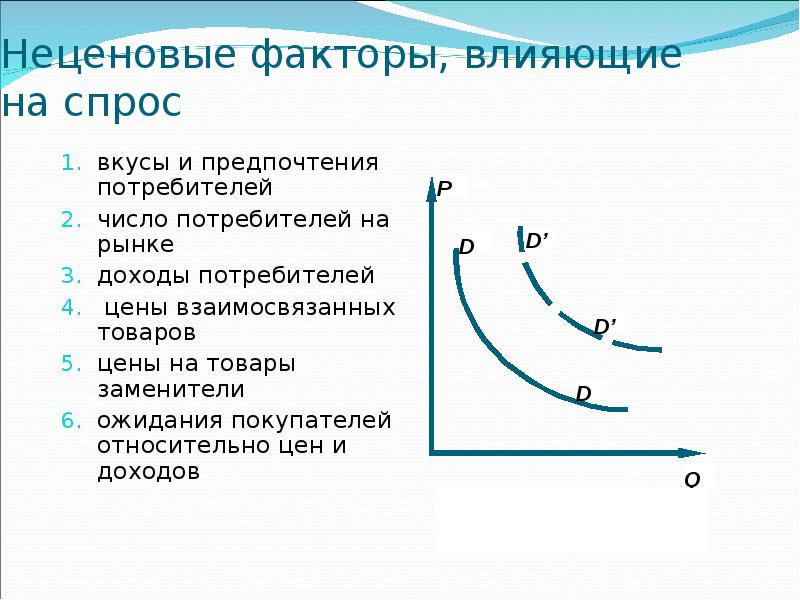 Неценовые факторы, влияющие
на спрос
1. вкусы и предпочтения
потребителей
2. число потребителей на
рынке
3. доходы потребителей
4. цены взаимосвязанных
товаров
5. цены на товары
заменители
6. ожидания покупателей
относительно цен и
доходов
P
D
D’
D’
D
Q